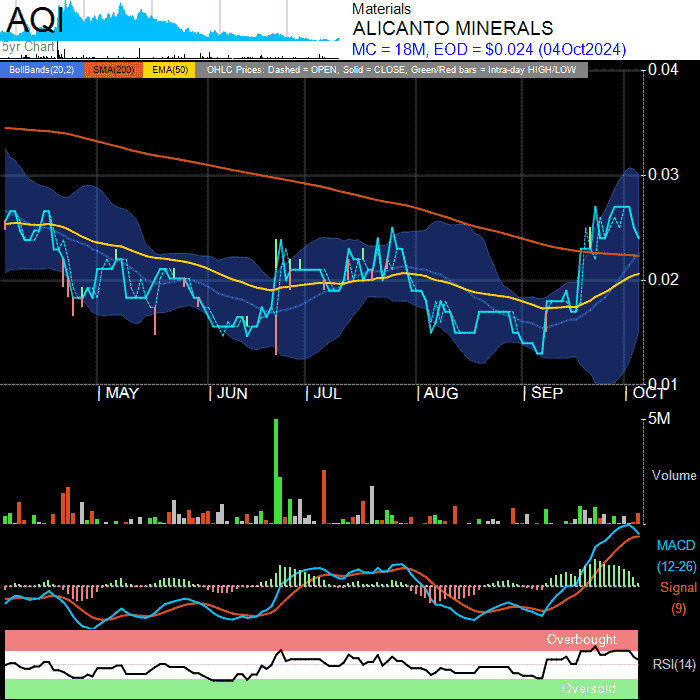 AQI
5yr Chart
Materials
ALICANTO MINERALS
MC = 18M, EOD = $0.024 (04Oct2024)
BollBands(20,2) SMA(200) EMA(50) OHLC Prices: Dashed = OPEN, Solid = CLOSE, Green/Red bars = Intra-day HIGH/LOW
0.04
0.03
0.02
0.01
MAY JUN JUL AUG SEP OCT
5M
Volume
MACD
(12-26)
Signal
(9)
Overbought
RSI(14)
Oversold